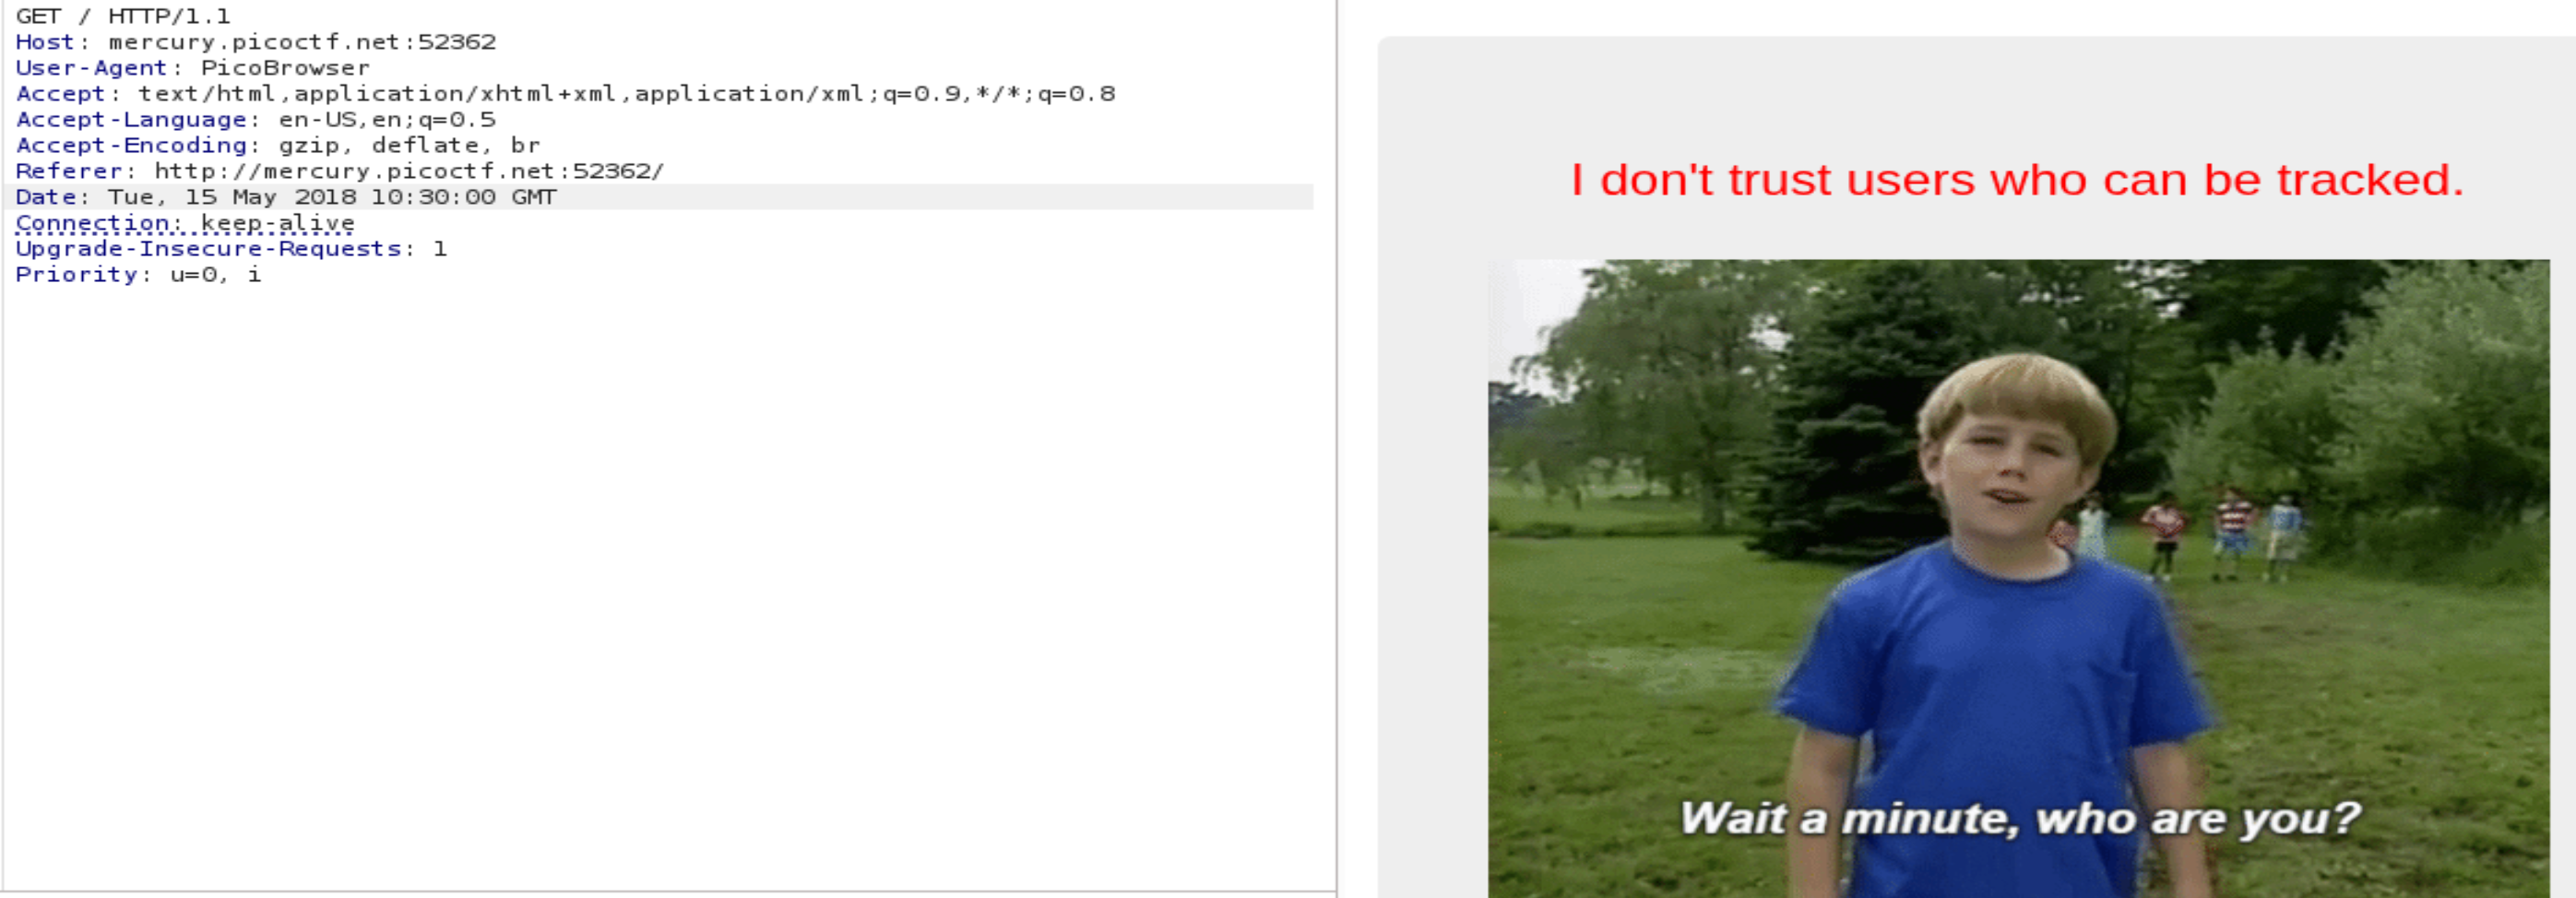 GET / HTTP/1.1
Host: mercury.picoctf.net:52362
User-Agent: PicoBrowser
Accept: text/html,application/xhtml+xml,application/xml;q=0.9,*/*;q=0.8
Accept-Language: en-US,en;q=0.5
Accept-Encoding: gzip, deflate, br
Referer: http://mercury.picoctf.net:52362/
Date: Tue, 15 May 2018 10:30:00 GMT
Connection: keep-alive
Upgrade-Insecure-Requests: 1
Priority: u=0, i
I don't trust users who can be tracked.
Wait a minute, who are you?